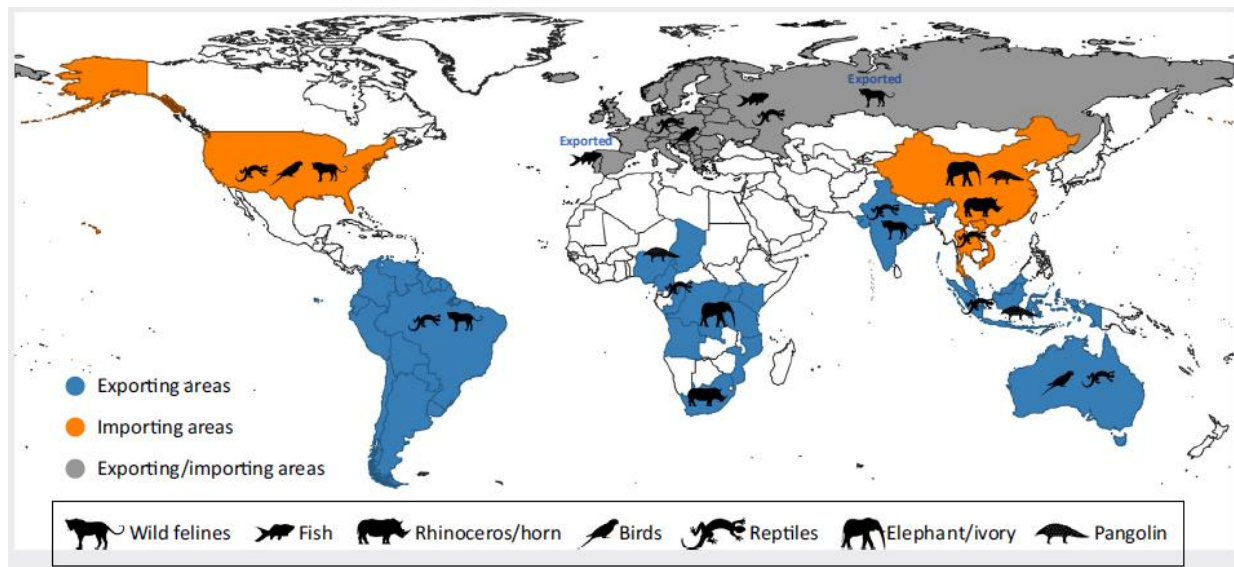 Exported
Exported
Exporting areas
Importing areas
Exporting/importing areas
Wild felines Fish Rhinoceros/horn Birds Reptiles Elephant/ivory Pangolin